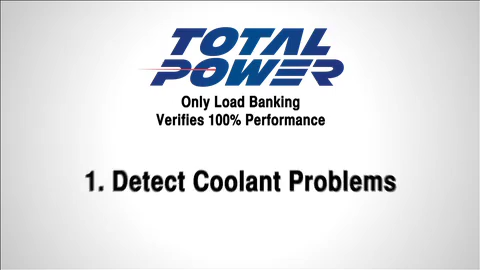 TOTAL
POWER
Only Load Banking
Verifies 100% Performance
1. Detect Coolant Problems